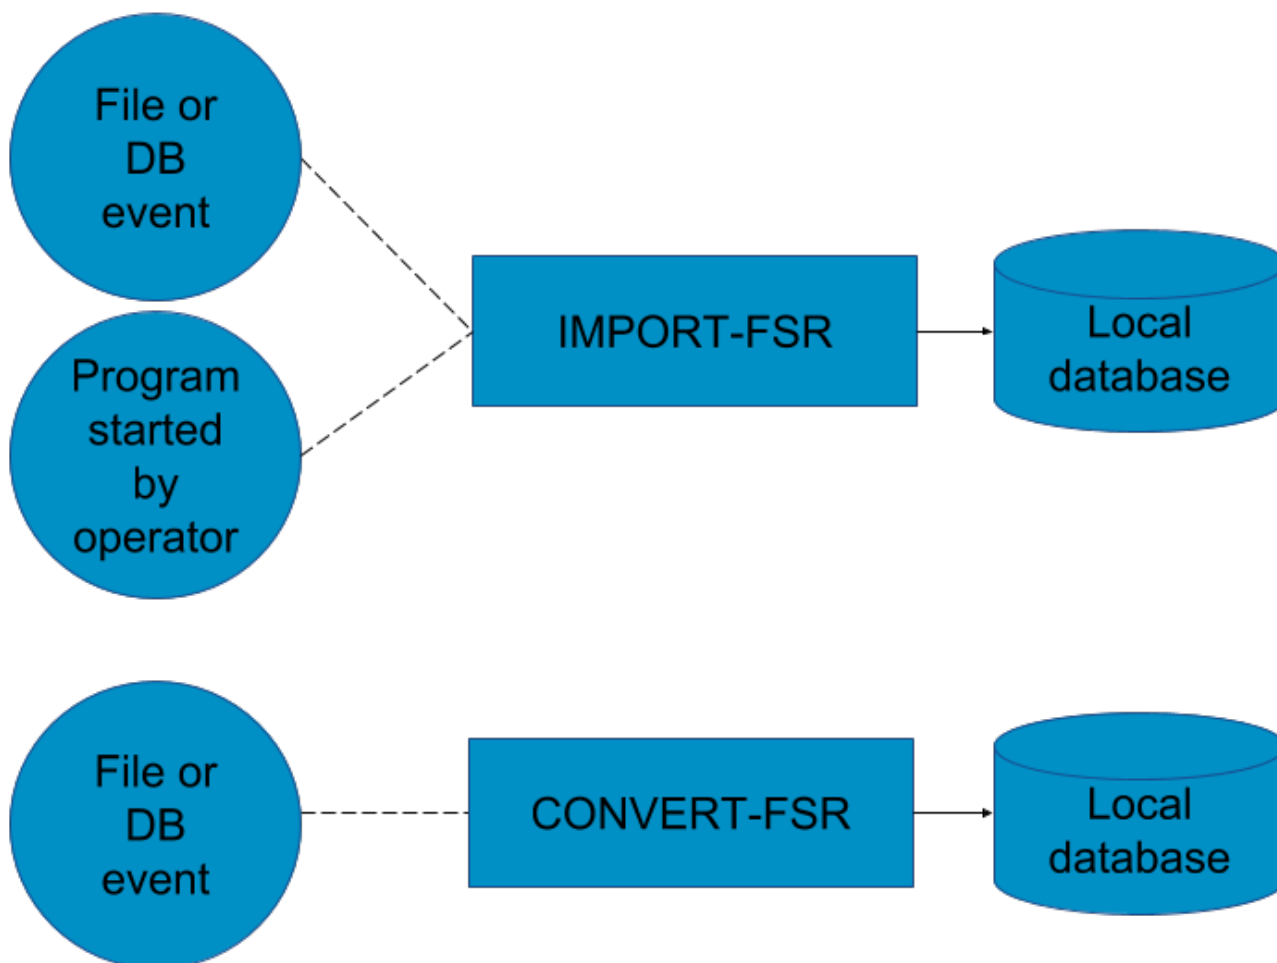 File or
DB
event
Program
started
by
operator
IMPORT-FSR
Local
database
File or
DB
event
CONVERT-FSR
Local
database